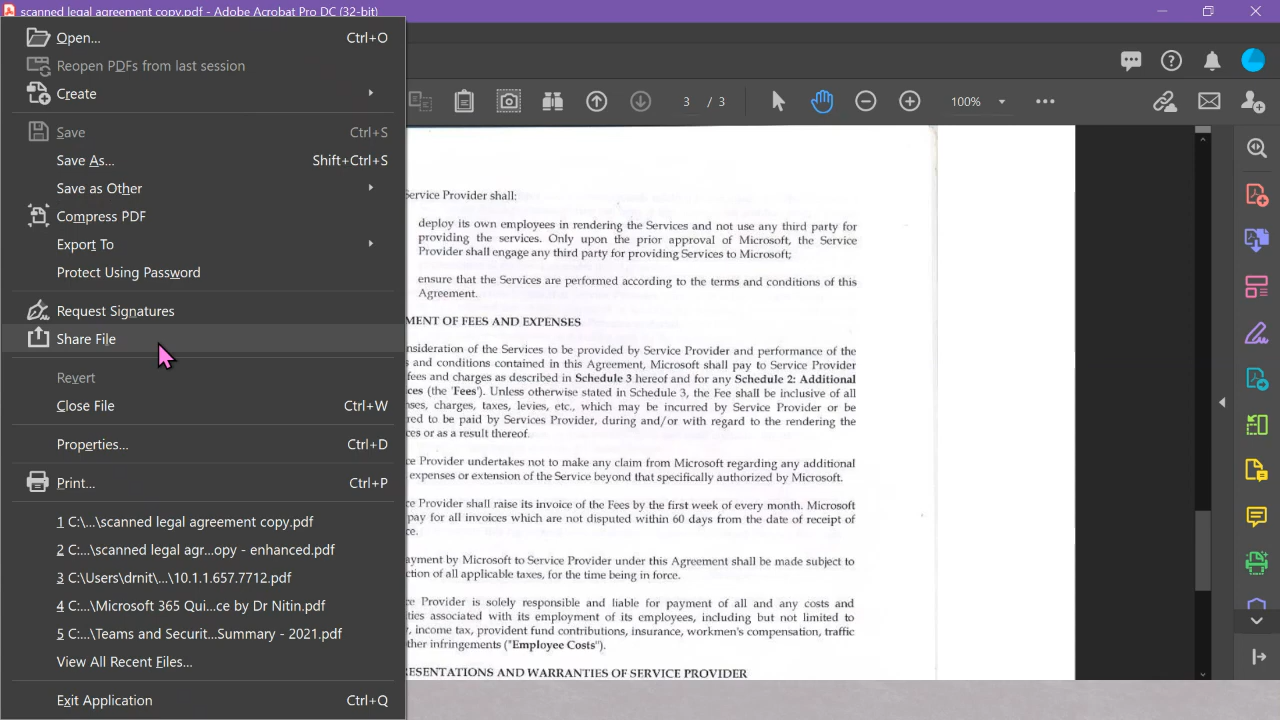 scanned legal agreement copy.pdf - Adobe Acrobat Pro DC (32-bit)
Open... Ctrl+O
Reopen PDFs from last session
Create
Save Ctrl+S
Save As... Shift+Ctrl+S
Save as Other
Compress PDF
Export To
Protect Using Password
Request Signatures
Share File
Revert
Close File Ctrl+W
Properties... Ctrl+D
Print... Ctrl+P
1 C:\...\scanned legal agreement copy.pdf
2 C:...\scanned legal agr...opy - enhanced.pdf
3 C:\Users\drnit\...\10.1.1.657.7712.pdf
4 C:...\Microsoft 365 Qui...ce by Dr Nitin.pdf
5 C:...\Teams and Securit...Summary - 2021.pdf
View All Recent Files...
Exit Application Ctrl+Q
3 / 3
100%
Service Provider shall:
deploy its own employees in rendering the Services and not use any third party for
providing the services. Only upon the prior approval of Microsoft, the Service
Provider shall engage any third party for providing Services to Microsoft;
ensure that the Services are performed according to the terms and conditions of this
Agreement.
MENT OF FEES AND EXPENSES
nsideration of the Services to be provided by Service Provider and performance of the
s and conditions contained in this Agreement, Microsoft shall pay to Service Provider
fees and charges as described in Schedule 3 hereof and for any Schedule 2: Additional
ces (the 'Fees'). Unless otherwise stated in Schedule 3, the Fee shall be inclusive of all
nses, charges, taxes, levies, etc., which may be incurred by Service Provider or be
red to be paid by Services Provider, during and/or with regard to the rendering the
ces or as a result thereof.
ce Provider undertakes not to make any claim from Microsoft regarding any additional
expenses or extension of the Service beyond that specifically authorized by Microsoft.
ce Provider shall raise its invoice of the Fees by the first week of every month. Microsoft
pay for all invoices which are not disputed within 60 days from the date of receipt of
ce.
ayment by Microsoft to Service Provider under this Agreement shall be made subject to
ction of all applicable taxes, for the time being in force.
ce Provider is solely responsible and liable for payment of all and any costs and
ties associated with its employment of its employees, including but not limited to
, income tax, provident fund contributions, insurance, workmen's compensation, traffic
ther infringements ("Employee Costs").
RESENTATIONS AND WARRANTIES OF SERVICE PROVIDER